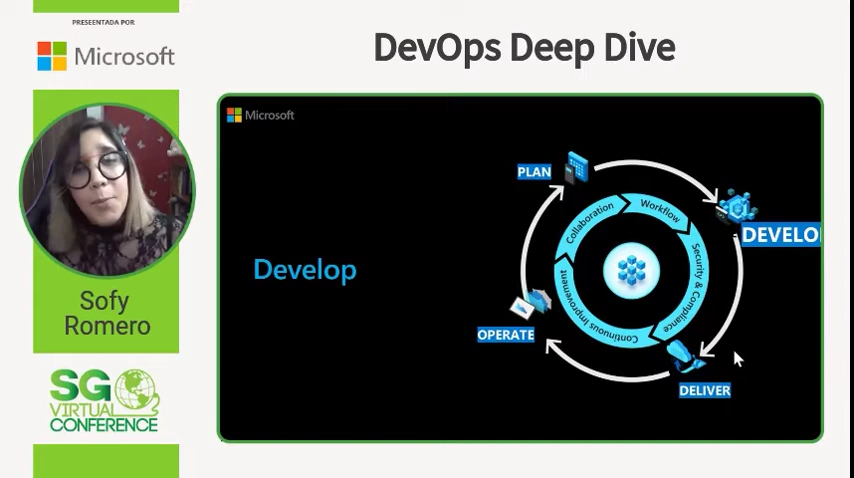 PRESEENTADA POR
Microsoft
DevOps Deep Dive
Microsoft
PLAN
Collaboration
Workflow
DEVELO
Security & Compliance
Develop
Continuous Improvement
OPERATE
DELIVER
Sofy
Romero
SG
VIRTUAL
CONFERENCE